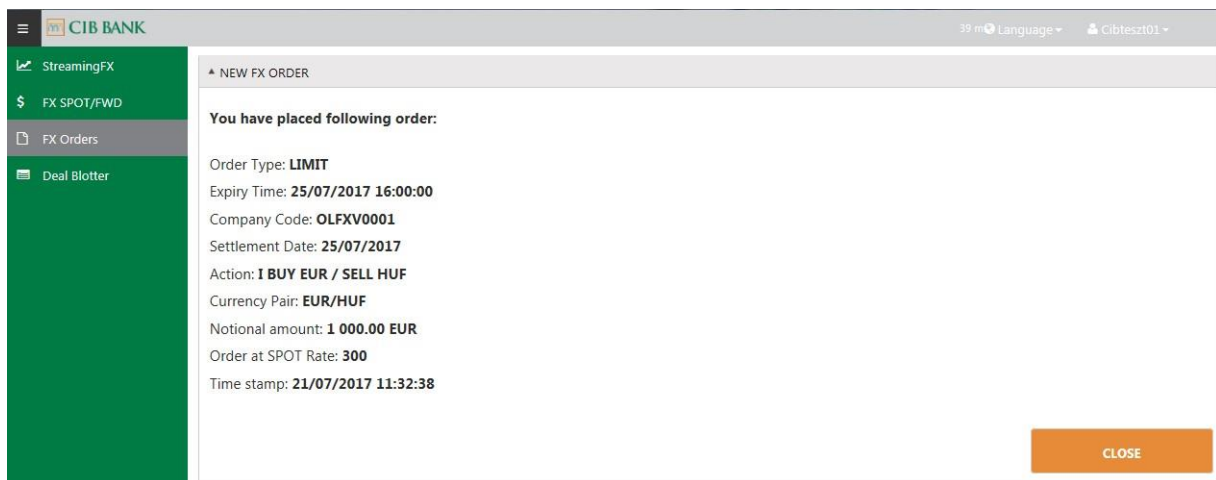 CIB BANK
39 m Language
Cibteszt01
StreamingFX
FX SPOT/FWD
FX Orders
Deal Blotter
NEW FX ORDER
You have placed following order:
Order Type: LIMIT
Expiry Time: 25/07/2017 16:00:00
Company Code: OLFXV0001
Settlement Date: 25/07/2017
Action: I BUY EUR / SELL HUF
Currency Pair: EUR/HUF
Notional amount: 1 000.00 EUR
Order at SPOT Rate: 300
Time stamp: 21/07/2017 11:32:38
CLOSE